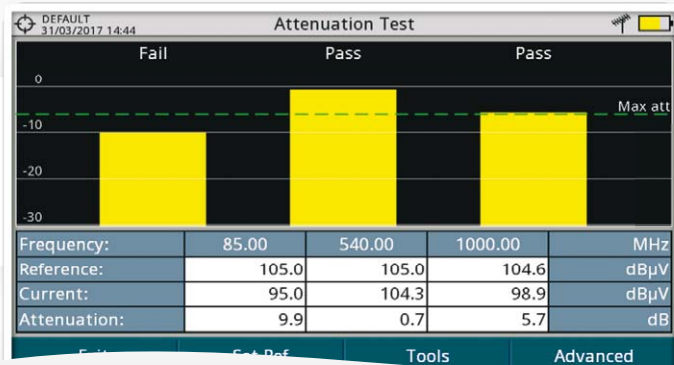 DEFAULT
31/03/2017 14:44
Attenuation Test
Fail Pass Pass
0
Max att
-10
-20
-30
Frequency: 85.00 540.00 1000.00 MHz
Reference: 105.0 105.0 104.6 dBµV
Current: 95.0 104.3 98.9 dBµV
Attenuation: 9.9 0.7 5.7 dB
Tools Advanced